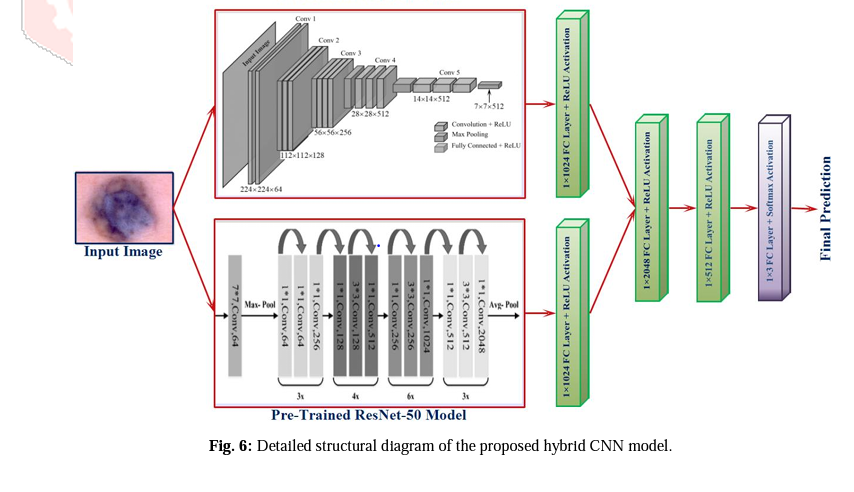 Input Image
Input Image
Conv 1
Conv 2
Conv 3
Conv 4
Conv 5
224×224×64
112×112×128
56×56×256
28×28×512
14×14×512
7×7×512
Convolution + ReLU
Max Pooling
Fully Connected + ReLU
1×1024 FC Layer + ReLU Activation
7*7,Conv,64
Max- Pool
1*1,Conv,64
1*1,Conv,64
1*1,Conv,256
1*1,Conv,128
3*3,Conv,128
1*1,Conv,512
1*1,Conv,256
3*3,Conv,256
1*1,Conv,1024
1*1,Conv,512
3*3,Conv,512
1*1,Conv,2048
Avg- Pool
3x
4x
6x
3x
Pre-Trained ResNet-50 Model
1×1024 FC Layer + ReLU Activation
1×2048 FC Layer + ReLU Activation
1×512 FC Layer + ReLU Activation
1×3 FC Layer + Softmax Activation
Final Prediction
Fig. 6: Detailed structural diagram of the proposed hybrid CNN model.